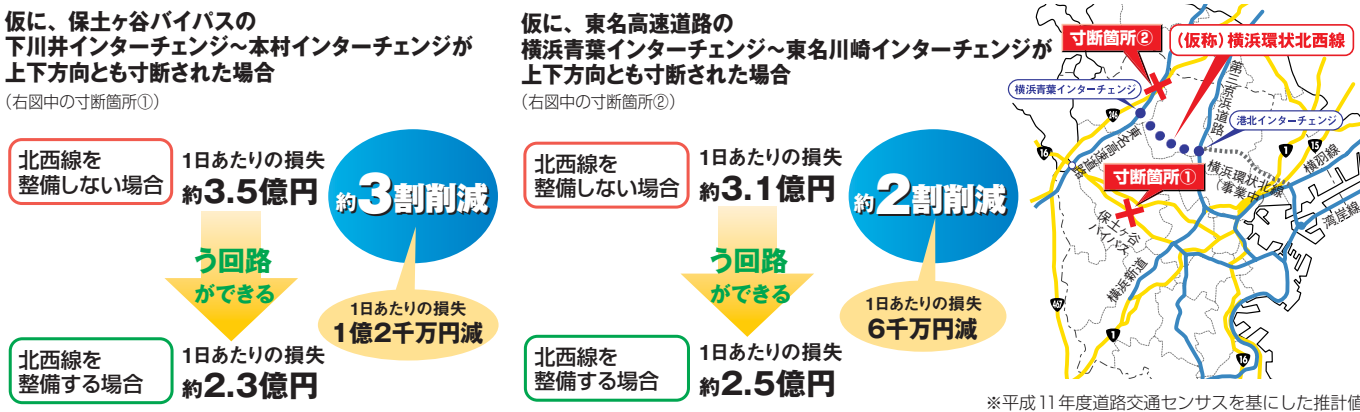 仮に、保土ヶ谷バイパスの
下川井インターチェンジ~本村インターチェンジが
上下方向とも寸断された場合
(右図中の寸断箇所①)
北西線を
整備しない場合
1日あたりの損失
約3.5億円
約3割削減
う回路
ができる
1日あたりの損失
1億2千万円減
北西線を
整備する場合
1日あたりの損失
約2.3億円
仮に、東名高速道路の
横浜青葉インターチェンジ~東名川崎インターチェンジが
上下方向とも寸断された場合
(右図中の寸断箇所②)
北西線を
整備しない場合
1日あたりの損失
約3.1億円
約2割削減
う回路
ができる
1日あたりの損失
6千万円減
北西線を
整備する場合
1日あたりの損失
約2.5億円
寸断箇所②
(仮称)横浜環状北西線
横浜青葉インターチェンジ
第三京浜道路
港北インターチェンジ
246
東名高速道路
16
1
15
横羽線
横浜環状北線
(事業中)
寸断箇所①
湾岸線
保土ヶ谷
バイパス
横浜新道
467
1
16
※平成11年度道路交通センサスを基にした推計値